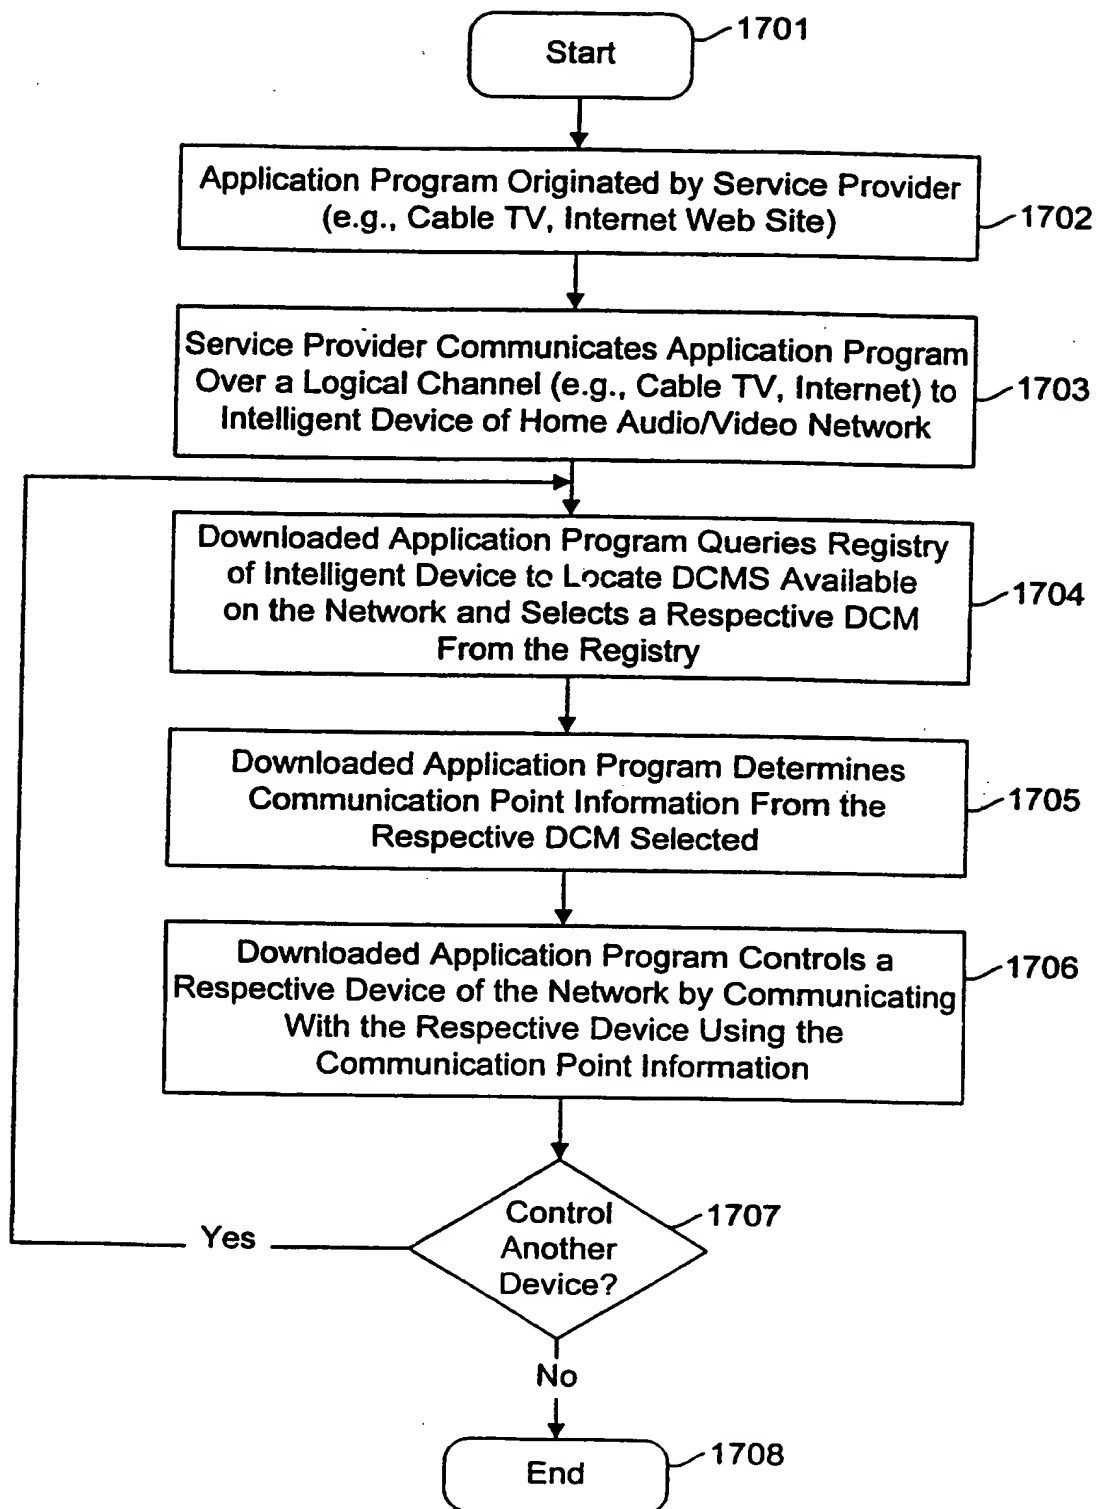 Start
1701
Application Program Originated by Service Provider
(e.g., Cable TV, Internet Web Site)
1702
Service Provider Communicates Application Program
Over a Logical Channel (e.g., Cable TV, Internet) to
Intelligent Device of Home Audio/Video Network
1703
Downloaded Application Program Queries Registry
of Intelligent Device to Locate DCMS Available
on the Network and Selects a Respective DCM
From the Registry
1704
Downloaded Application Program Determines
Communication Point Information From the
Respective DCM Selected
1705
Downloaded Application Program Controls a
Respective Device of the Network by Communicating
With the Respective Device Using the
Communication Point Information
1706
Control
Another
Device?
1707
Yes
No
End
1708